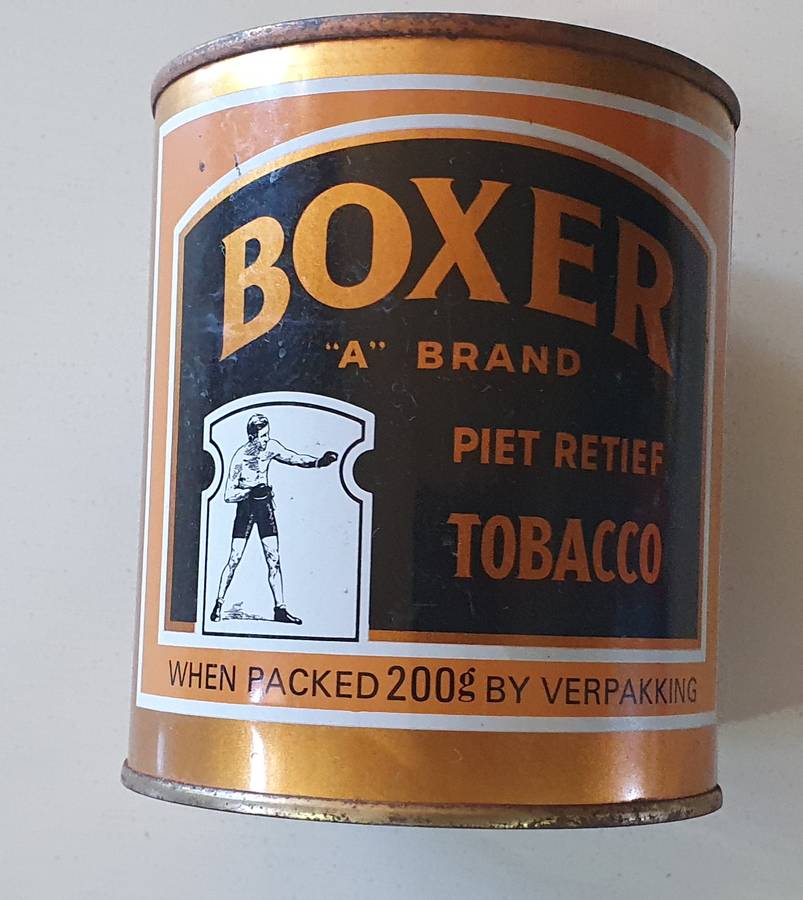 BOXER
“A” BRAND
PIET RETIEF
TOBACCO
WHEN PACKED 200g BY VERPAKKING